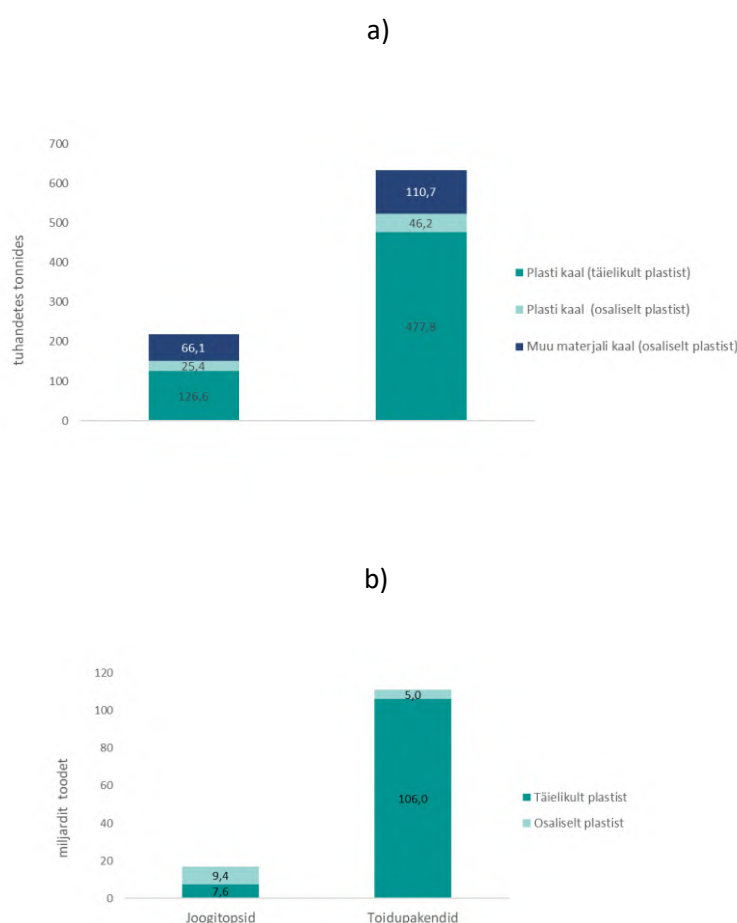 a)
tuhandetes tonnides
700
600
500
400
300
200
100
0
66,1
25,4
126,6
110,7
46,2
477,8
Plasti kaal (täielikult plastist)
Plasti kaal (osaliselt plastist)
Muu materjali kaal (osaliselt plastist)
b)
miljardit toodet
120
100
80
60
40
20
0
9,4
7,6
5,0
106,0
Joogitopsid
Toidupakendid
Täielikult plastist
Osaliselt plastist